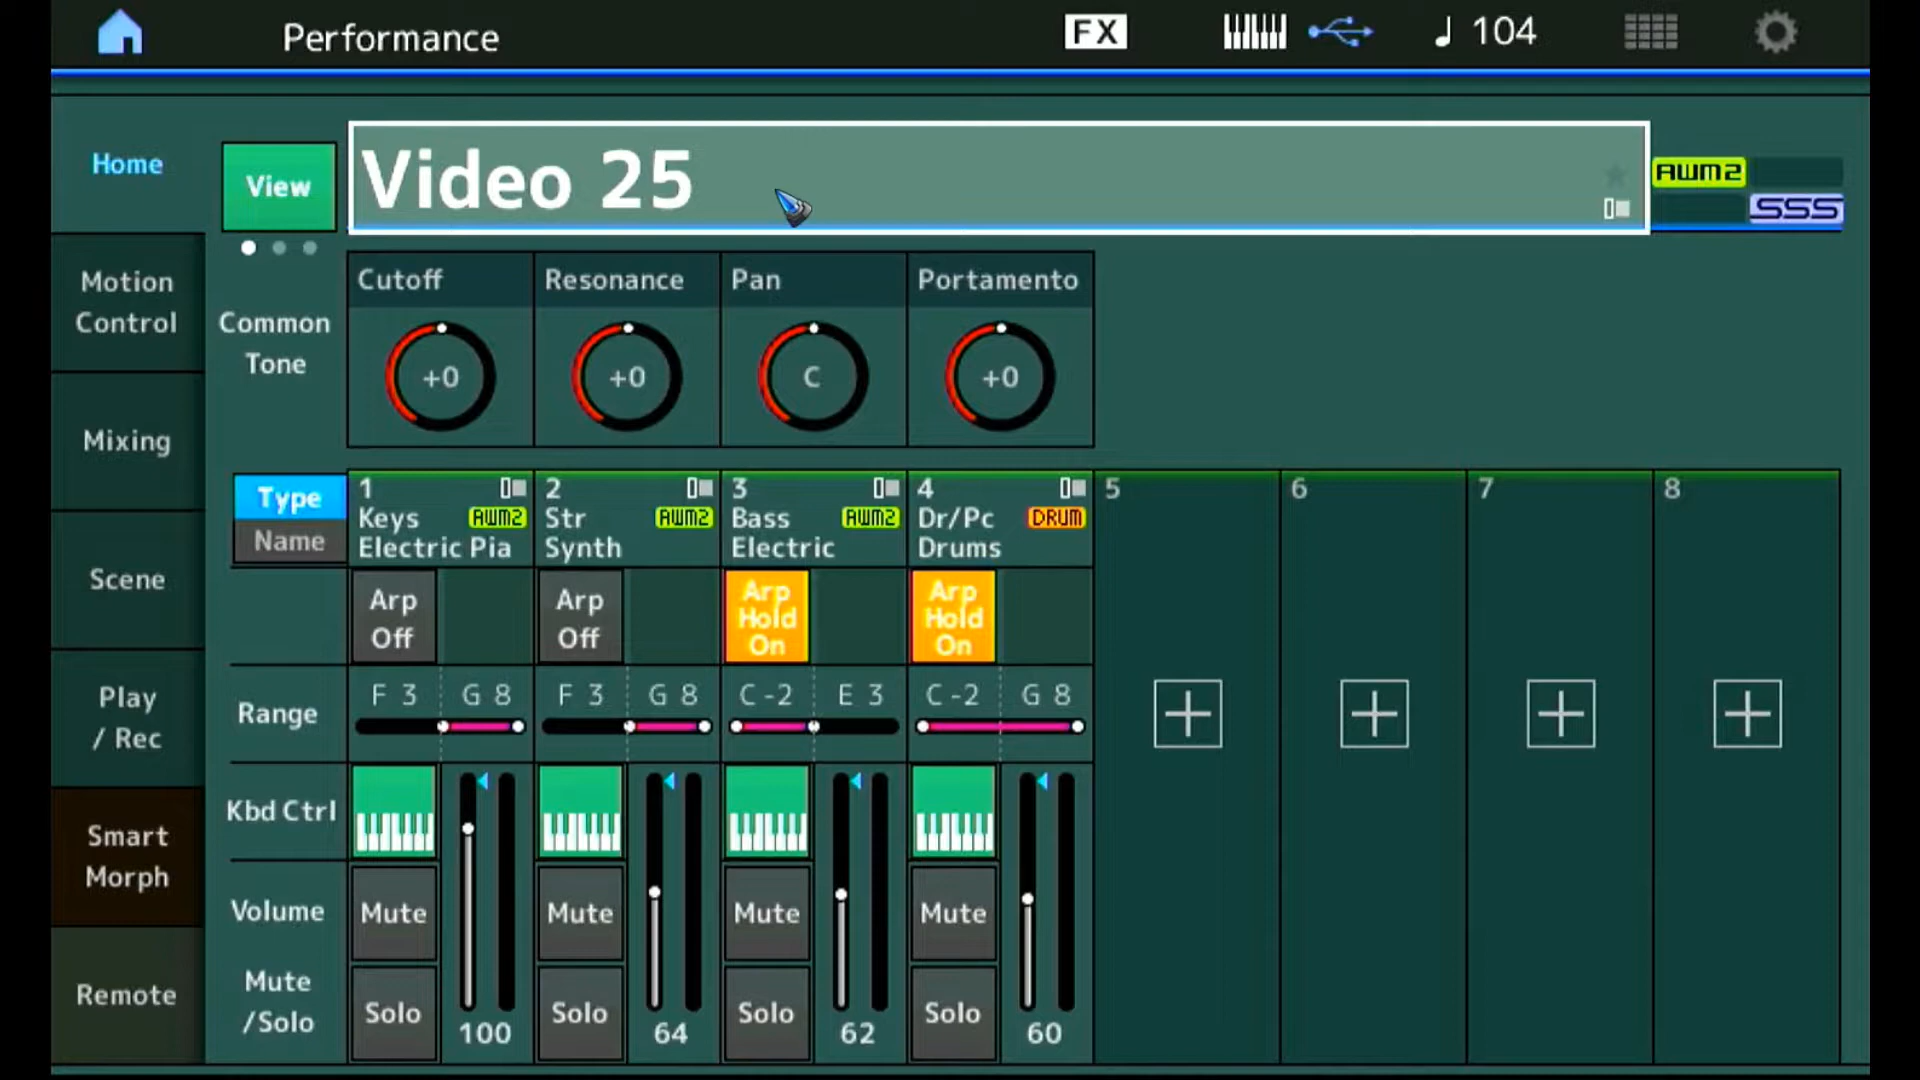 Performance
FX
104
Home
View
Video 25
AWM2
SSS
Motion
Control
Common
Tone
Cutoff
Resonance
Pan
Portamento
+0
+0
C
+0
Mixing
Type
Name
1
Keys
AWM2
Electric Pia
2
Str
AWM2
Synth
3
Bass
AWM2
Electric
4
Dr/Pc
DRUM
Drums
5
6
7
8
Scene
Arp
Off
Arp
Off
Arp
Hold
On
Arp
Hold
On
Play
/ Rec
Range
F 3
G 8
F 3
G 8
C -2
E 3
C -2
G 8
Smart
Morph
Kbd Ctrl
Volume
Mute
Mute
Mute
Mute
Remote
Mute
/Solo
Solo
100
Solo
64
Solo
62
Solo
60